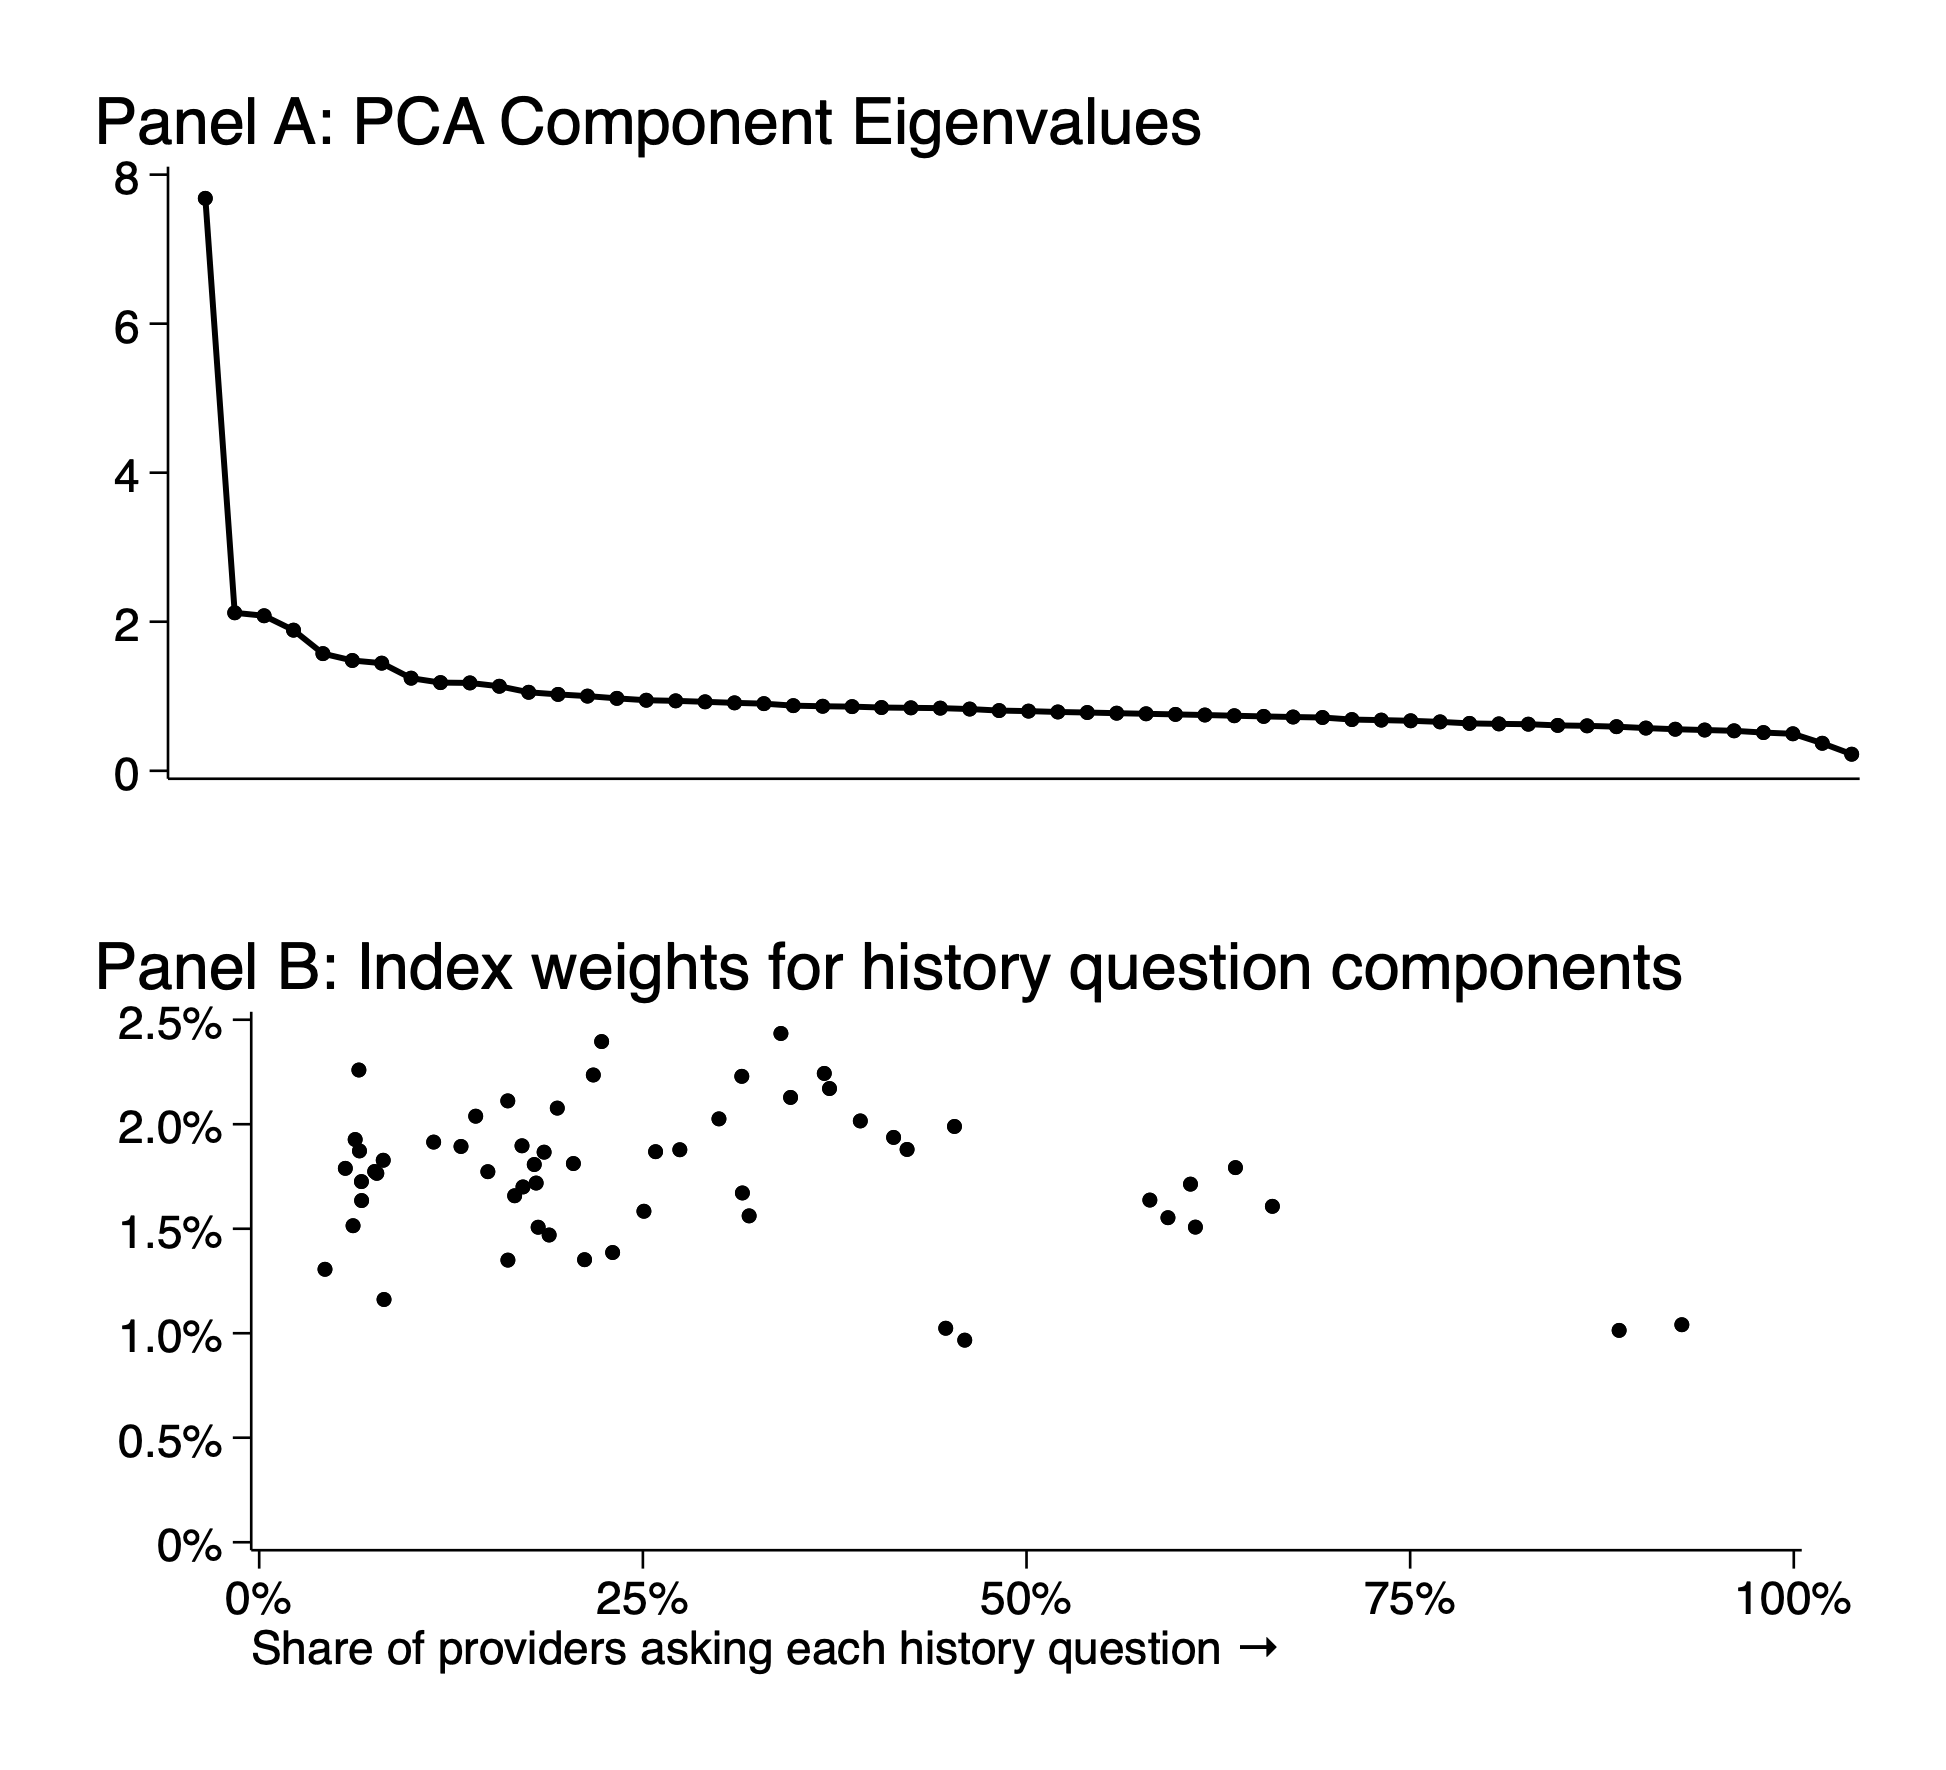 Panel A: PCA Component Eigenvalues
8
6
4
2
0
Panel B: Index weights for history question components
2.5%
2.0%
1.5%
1.0%
0.5%
0%
0% 25% 50% 75% 100%
Share of providers asking each history question →